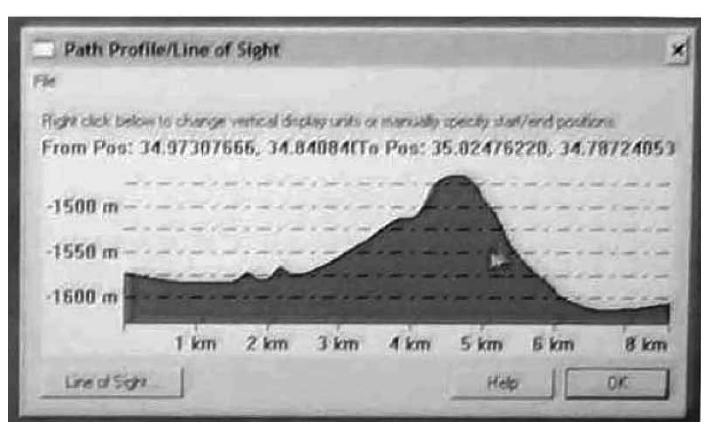 Path Profile/Line of Sight
File
Right click below to change vertical display units or manually specify start/end positions.
From Pos: 34.97307666, 34.84084(To Pos: 35.02476220, 34.78724053
-1500 m
-1550 m
-1600 m
1 km 2 km 3 km 4 km 5 km 6 km 8 km
Line of Sight... Help OK